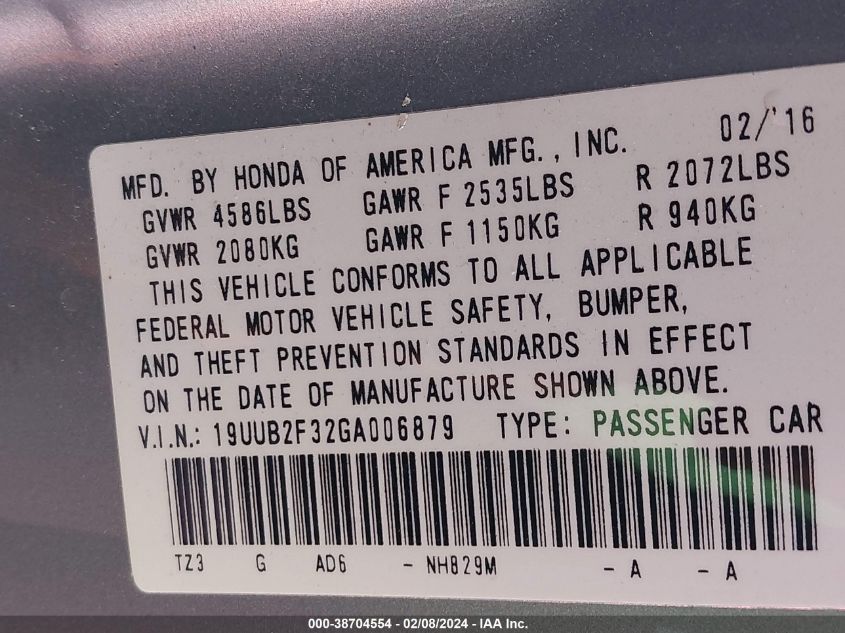 02/'16
MFD. BY HONDA OF AMERICA MFG., INC.
GVWR 4586LBS GAWR F 2535LBS R 2072LBS
GVWR 2080KG GAWR F 1150KG R 940KG
THIS VEHICLE CONFORMS TO ALL APPLICABLE
FEDERAL MOTOR VEHICLE SAFETY, BUMPER,
AND THEFT PREVENTION STANDARDS IN EFFECT
ON THE DATE OF MANUFACTURE SHOWN ABOVE.
V.I.N.: 19UUB2F32GA006879 TYPE: PASSENGER CAR
TZ3 G AD6 - NH829M - A - A
000-38704554 - 02/08/2024 - IAA Inc.